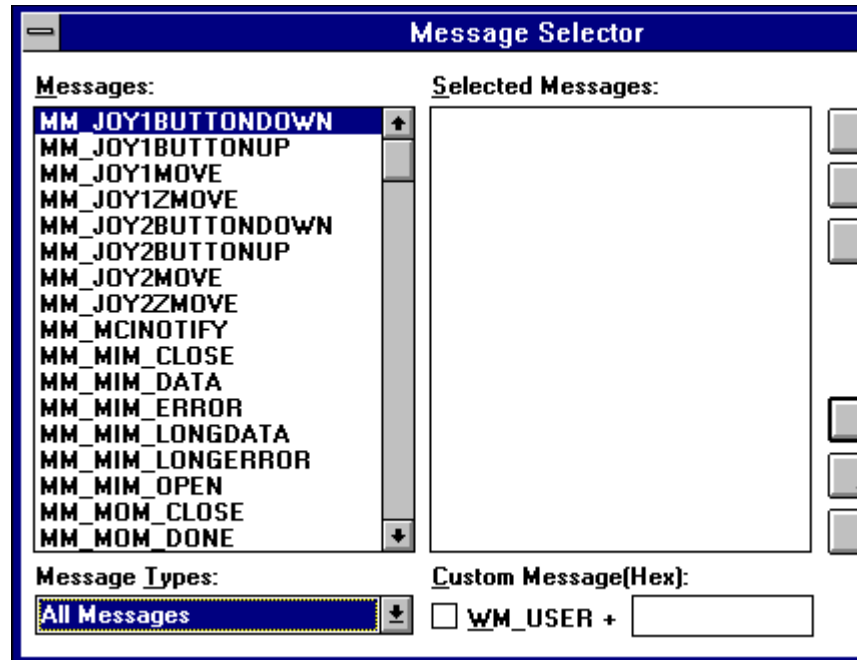 Message Selector
Messages:
Selected Messages:
MM_JOY1BUTTONDOWN
MM_JOY1BUTTONUP
MM_JOY1MOVE
MM_JOY1ZMOVE
MM_JOY2BUTTONDOWN
MM_JOY2BUTTONUP
MM_JOY2MOVE
MM_JOY2ZMOVE
MM_MCINOTIFY
MM_MIM_CLOSE
MM_MIM_DATA
MM_MIM_ERROR
MM_MIM_LONGDATA
MM_MIM_LONGERROR
MM_MIM_OPEN
MM_MOM_CLOSE
MM_MOM_DONE
Message Types:
Custom Message(Hex):
All Messages
WM_USER +